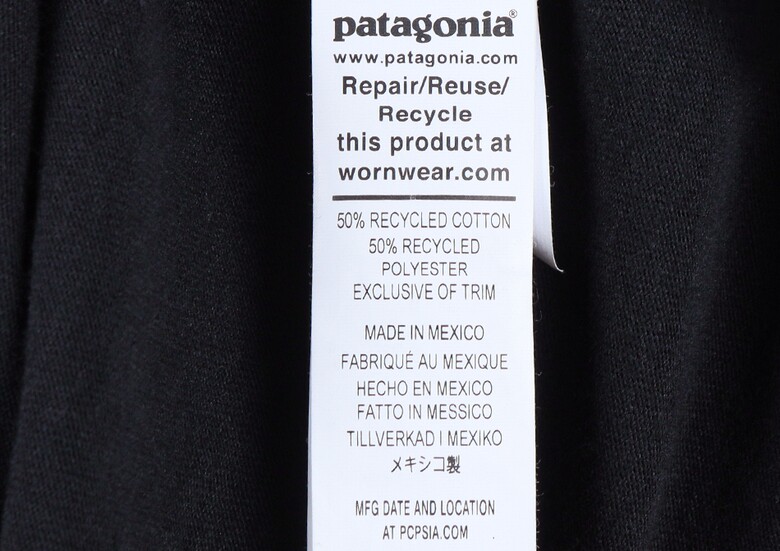 patagonia®
www.patagonia.com
Repair/Reuse/
Recycle
this product at
wornwear.com
50% RECYCLED COTTON
50% RECYCLED
POLYESTER
EXCLUSIVE OF TRIM
MADE IN MEXICO
FABRIQUÉ AU MEXIQUE
HECHO EN MEXICO
FATTO IN MESSICO
TILLVERKAD I MEXIKO
メキシコ製
MFG DATE AND LOCATION
AT PCPSIA.COM